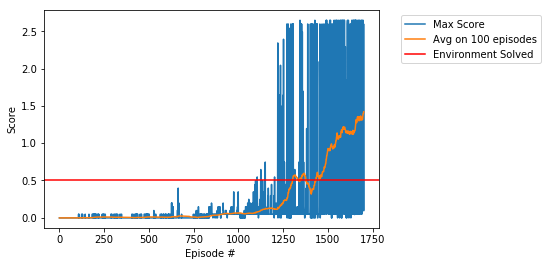 2.5
2.0
1.5
1.0
0.5
0.0
Score
0 250 500 750 1000 1250 1500 1750
Episode #
Max Score
Avg on 100 episodes
Environment Solved